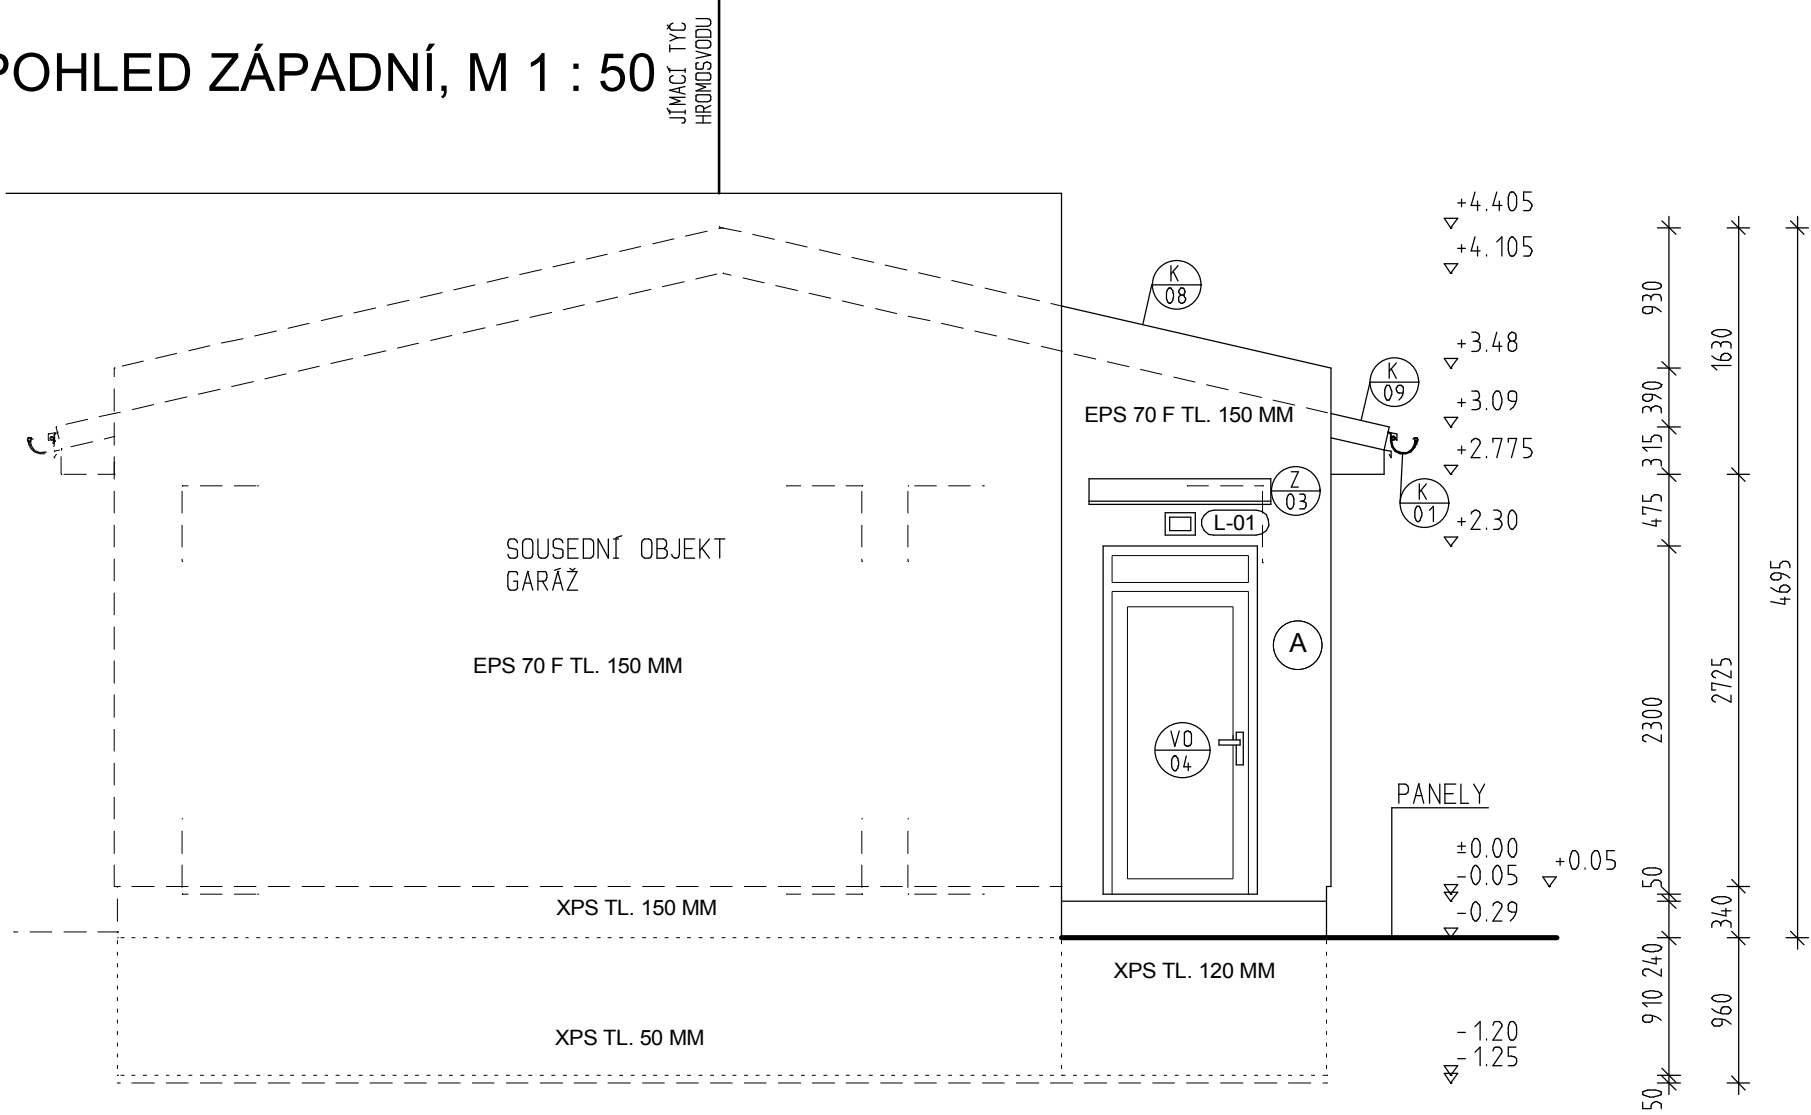 POHLED ZÁPADNÍ, M 1 : 50
JÍMACÍ TYČ
HROMOSVODU
+4.405
+4.105
K
08
930
+3.48
1630
K
09
+3.09
390
EPS 70 F TL. 150 MM
+2.775
315
Z
03
K
01
475
L-01
+2.30
SOUSEDNÍ OBJEKT
GARÁŽ
4695
A
EPS 70 F TL. 150 MM
2725
2300
VO
04
PANELY
±0.00
+0.05
-0.05
50
XPS TL. 150 MM
-0.29
340
240
XPS TL. 120 MM
910
960
XPS TL. 50 MM
-1.20
-1.25
50